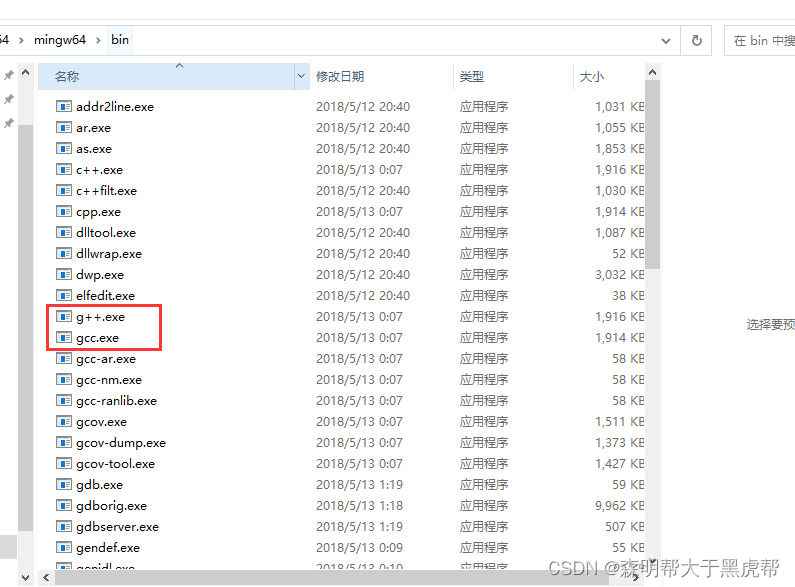 64 › mingw64 › bin
在 bin 中搜
名称 修改日期 类型 大小
addr2line.exe 2018/5/12 20:40 应用程序 1,031 KB
ar.exe 2018/5/12 20:40 应用程序 1,055 KB
as.exe 2018/5/12 20:40 应用程序 1,853 KB
c++.exe 2018/5/13 0:07 应用程序 1,916 KB
c++filt.exe 2018/5/12 20:40 应用程序 1,030 KB
cpp.exe 2018/5/13 0:07 应用程序 1,914 KB
dlltool.exe 2018/5/12 20:40 应用程序 1,087 KB
dllwrap.exe 2018/5/12 20:40 应用程序 52 KB
dwp.exe 2018/5/12 20:40 应用程序 3,032 KB
elfedit.exe 2018/5/12 20:40 应用程序 38 KB
g++.exe 2018/5/13 0:07 应用程序 1,916 KB
选择要预
gcc.exe 2018/5/13 0:07 应用程序 1,914 KB
gcc-ar.exe 2018/5/13 0:07 应用程序 58 KB
gcc-nm.exe 2018/5/13 0:07 应用程序 58 KB
gcc-ranlib.exe 2018/5/13 0:07 应用程序 58 KB
gcov.exe 2018/5/13 0:07 应用程序 1,511 KB
gcov-dump.exe 2018/5/13 0:07 应用程序 1,373 KB
gcov-tool.exe 2018/5/13 0:07 应用程序 1,427 KB
gdb.exe 2018/5/13 1:19 应用程序 59 KB
gdborig.exe 2018/5/13 1:18 应用程序 9,962 KB
gdbserver.exe 2018/5/13 1:19 应用程序 507 KB
gendef.exe 2018/5/13 0:09 应用程序 55 KB
CSDN @森明帮大于黑虎帮